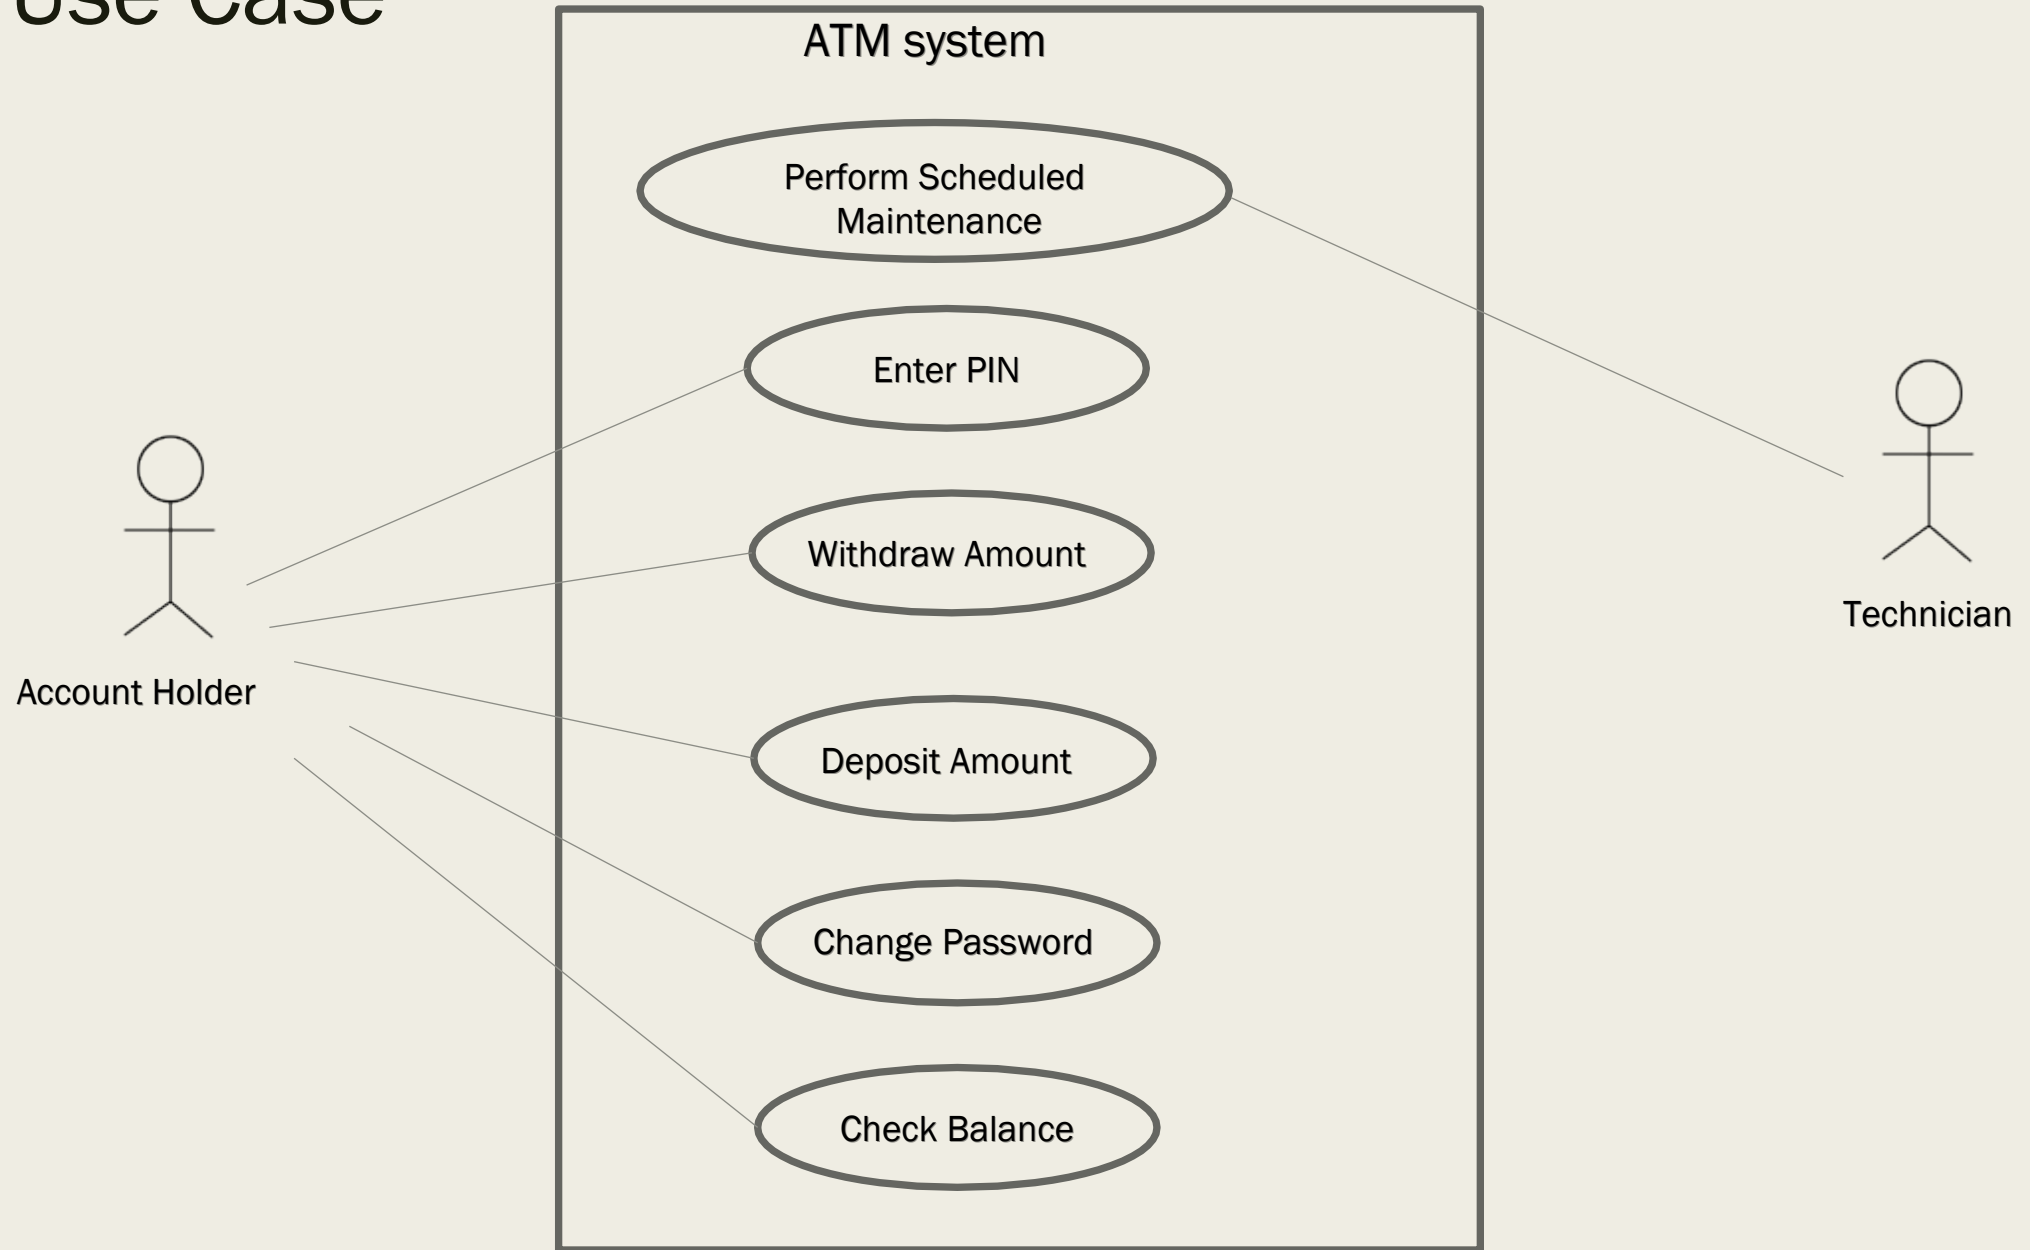 Use Case
ATM system
Perform Scheduled
Maintenance
Enter PIN
Withdraw Amount
Technician
Account Holder
Deposit Amount
Change Password
Check Balance